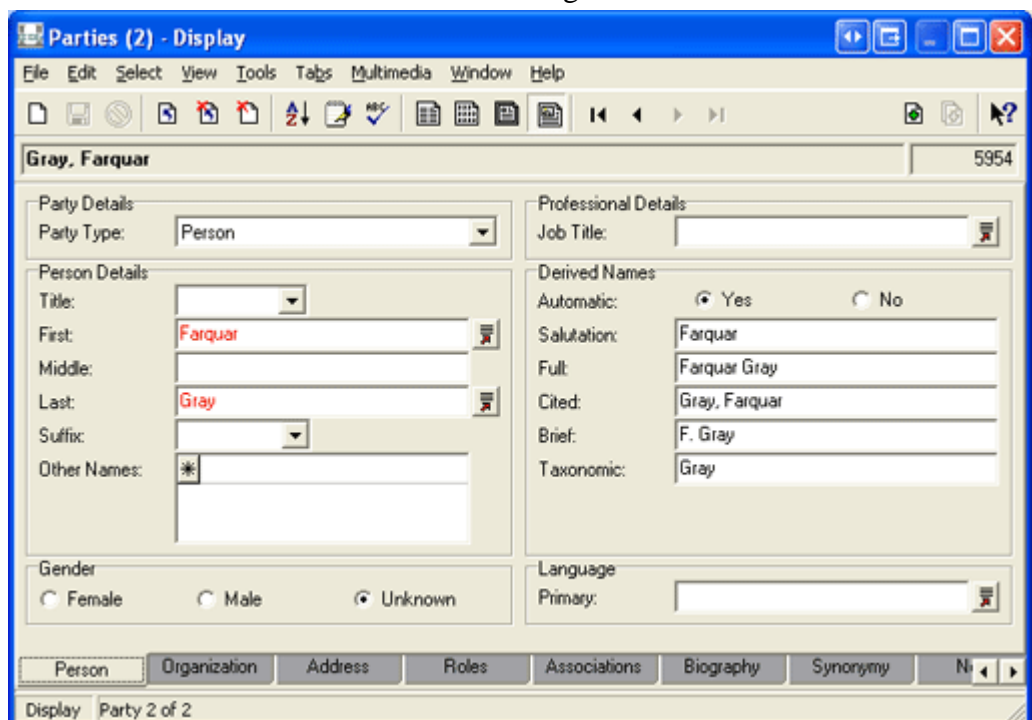 Parties (2) - Display
File Edit Select View Tools Tabs Multimedia Window Help
Gray, Farquar 5954
Party Details
Party Type: Person
Professional Details
Job Title:
Person Details
Title:
First: Farquar
Middle:
Last: Gray
Suffix:
Other Names:
Derived Names
Automatic: Yes No
Salutation: Farquar
Full: Farquar Gray
Cited: Gray, Farquar
Brief: F. Gray
Taxonomic: Gray
Gender
Female Male Unknown
Language
Primary:
Person Organization Address Roles Associations Biography Synonymy
Display Party 2 of 2